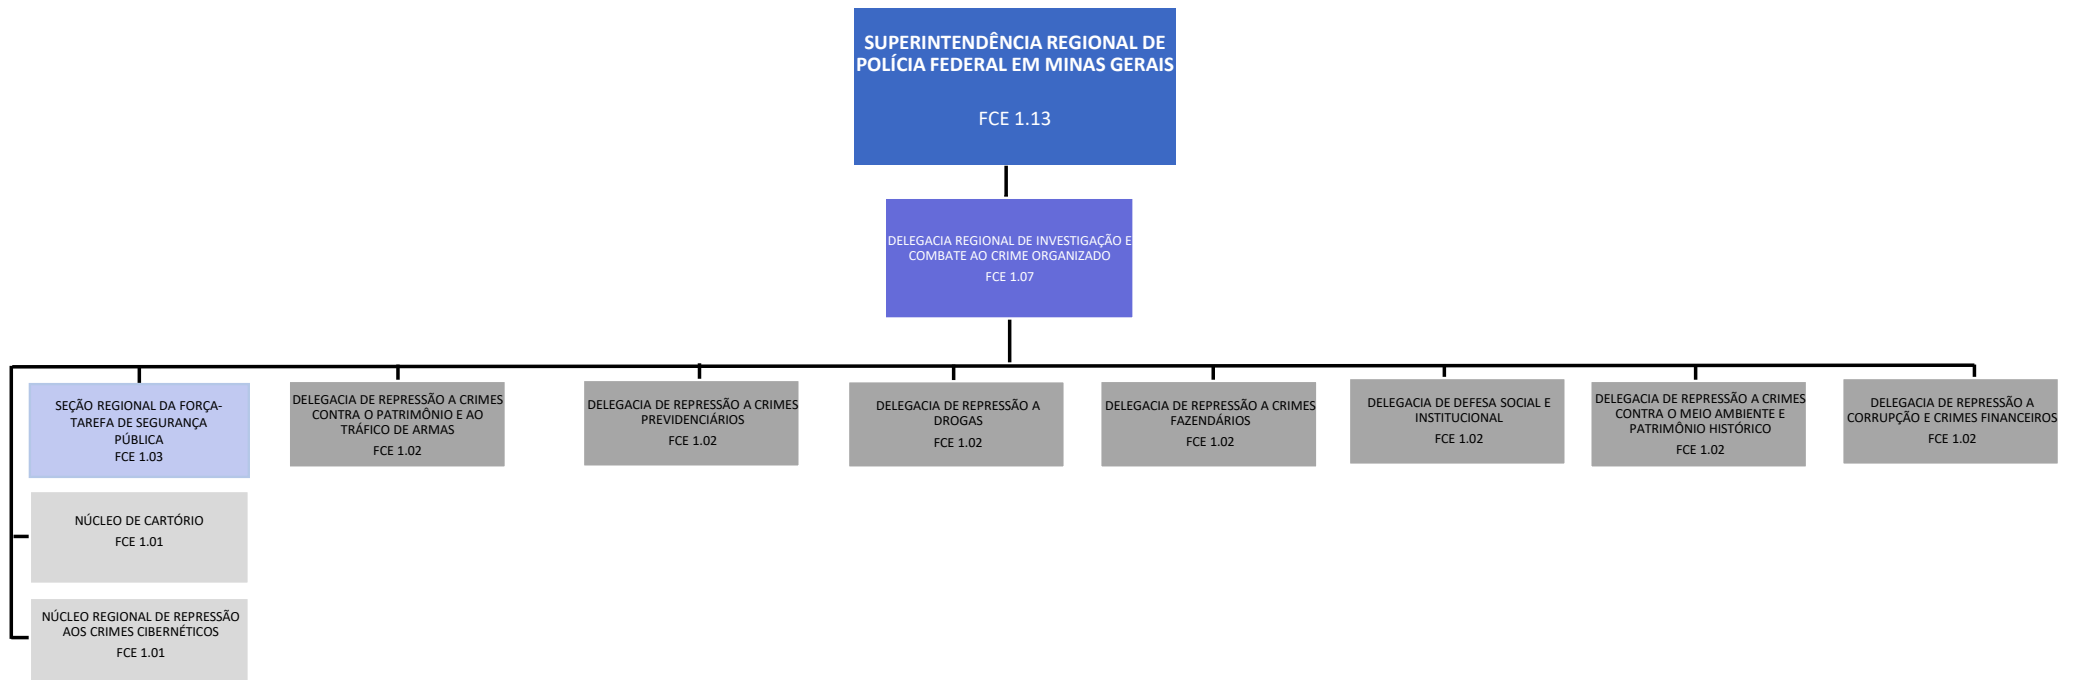 SUPERINTENDÊNCIA REGIONAL DE
POLÍCIA FEDERAL EM MINAS GERAIS
FCE 1.13
DELEGACIA REGIONAL DE INVESTIGAÇÃO E
COMBATE AO CRIME ORGANIZADO
FCE 1.07
SEÇÃO REGIONAL DA FORÇA-
TAREFA DE SEGURANÇA
PÚBLICA
FCE 1.03
DELEGACIA DE REPRESSÃO A CRIMES
CONTRA O PATRIMÔNIO E AO
TRÁFICO DE ARMAS
FCE 1.02
DELEGACIA DE REPRESSÃO A CRIMES
PREVIDENCIÁRIOS
FCE 1.02
DELEGACIA DE REPRESSÃO A
DROGAS
FCE 1.02
DELEGACIA DE REPRESSÃO A CRIMES
FAZENDÁRIOS
FCE 1.02
DELEGACIA DE DEFESA SOCIAL E
INSTITUCIONAL
FCE 1.02
DELEGACIA DE REPRESSÃO A CRIMES
CONTRA O MEIO AMBIENTE E
PATRIMÔNIO HISTÓRICO
FCE 1.02
DELEGACIA DE REPRESSÃO A
CORRUPÇÃO E CRIMES FINANCEIROS
FCE 1.02
NÚCLEO DE CARTÓRIO
FCE 1.01
NÚCLEO REGIONAL DE REPRESSÃO
AOS CRIMES CIBERNÉTICOS
FCE 1.01